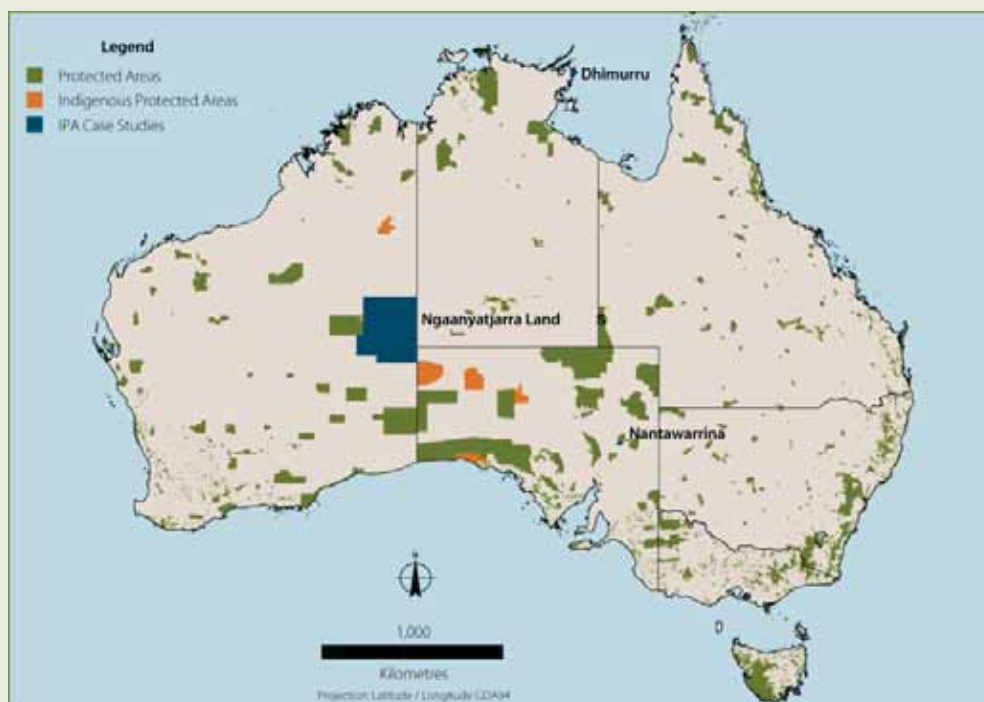 Legend
Protected Areas
Indigenous Protected Areas
IPA Case Studies
Dhimurru
Ngaanyatjarra Land
S
Nantawarrina
1,000
Kilometres
Projection: Latitude / Longitude GDA94